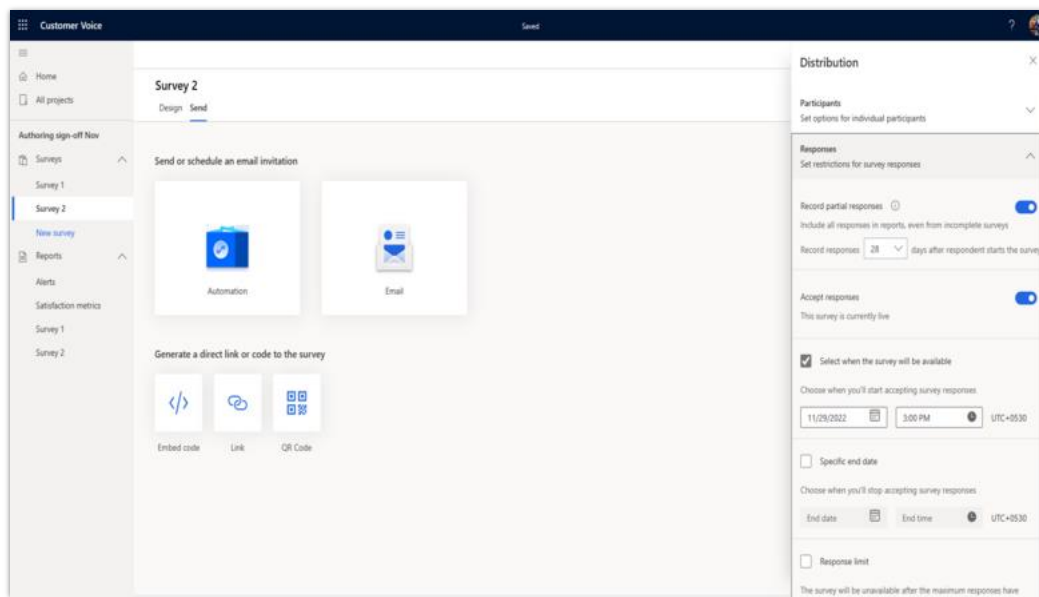 Customer Voice
Saved
?
Home
All projects
Authoring sign-off Nov
Surveys
Survey 1
Survey 2
New survey
Reports
Alerts
Satisfaction metrics
Survey 1
Survey 2
Survey 2
Design Send
Send or schedule an email invitation
Automation
Email
Generate a direct link or code to the survey
Embed code
Link
QR Code
Distribution
Participants
Set options for individual participants
Responses
Set restrictions for survey responses
Record partial responses
Include all responses in reports, even from incomplete surveys
Record responses 28 days after respondent starts the survey
Accept responses
This survey is currently live
Select when the survey will be available
Choose when you'll start accepting survey responses
11/29/2022 3:00 PM UTC+0530
Specific end date
Choose when you'll stop accepting survey responses
End date End time UTC+0530
Response limit
The survey will be unavailable after the maximum responses have